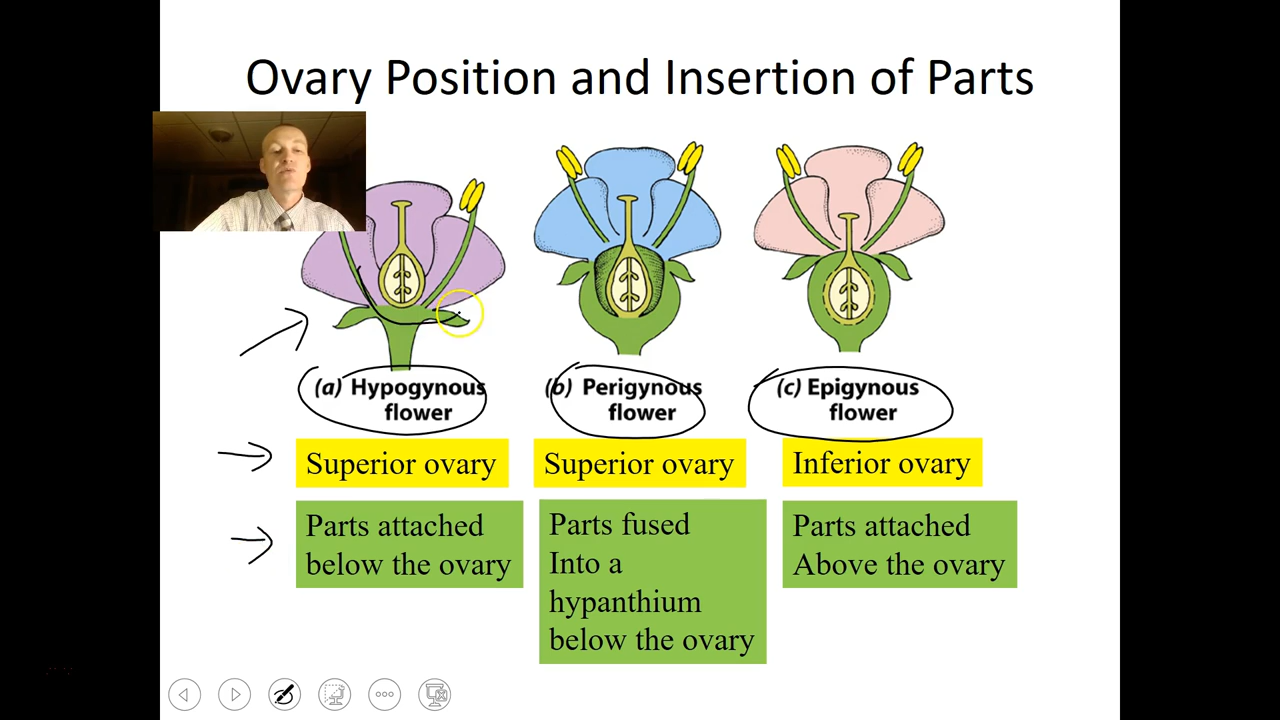 Ovary Position and Insertion of Parts
(a) Hypogynous
flower
(b) Perigynous
flower
(c) Epigynous
flower
Superior ovary
Superior ovary
Inferior ovary
Parts attached
below the ovary
Parts fused
Into a
hypanthium
below the ovary
Parts attached
Above the ovary